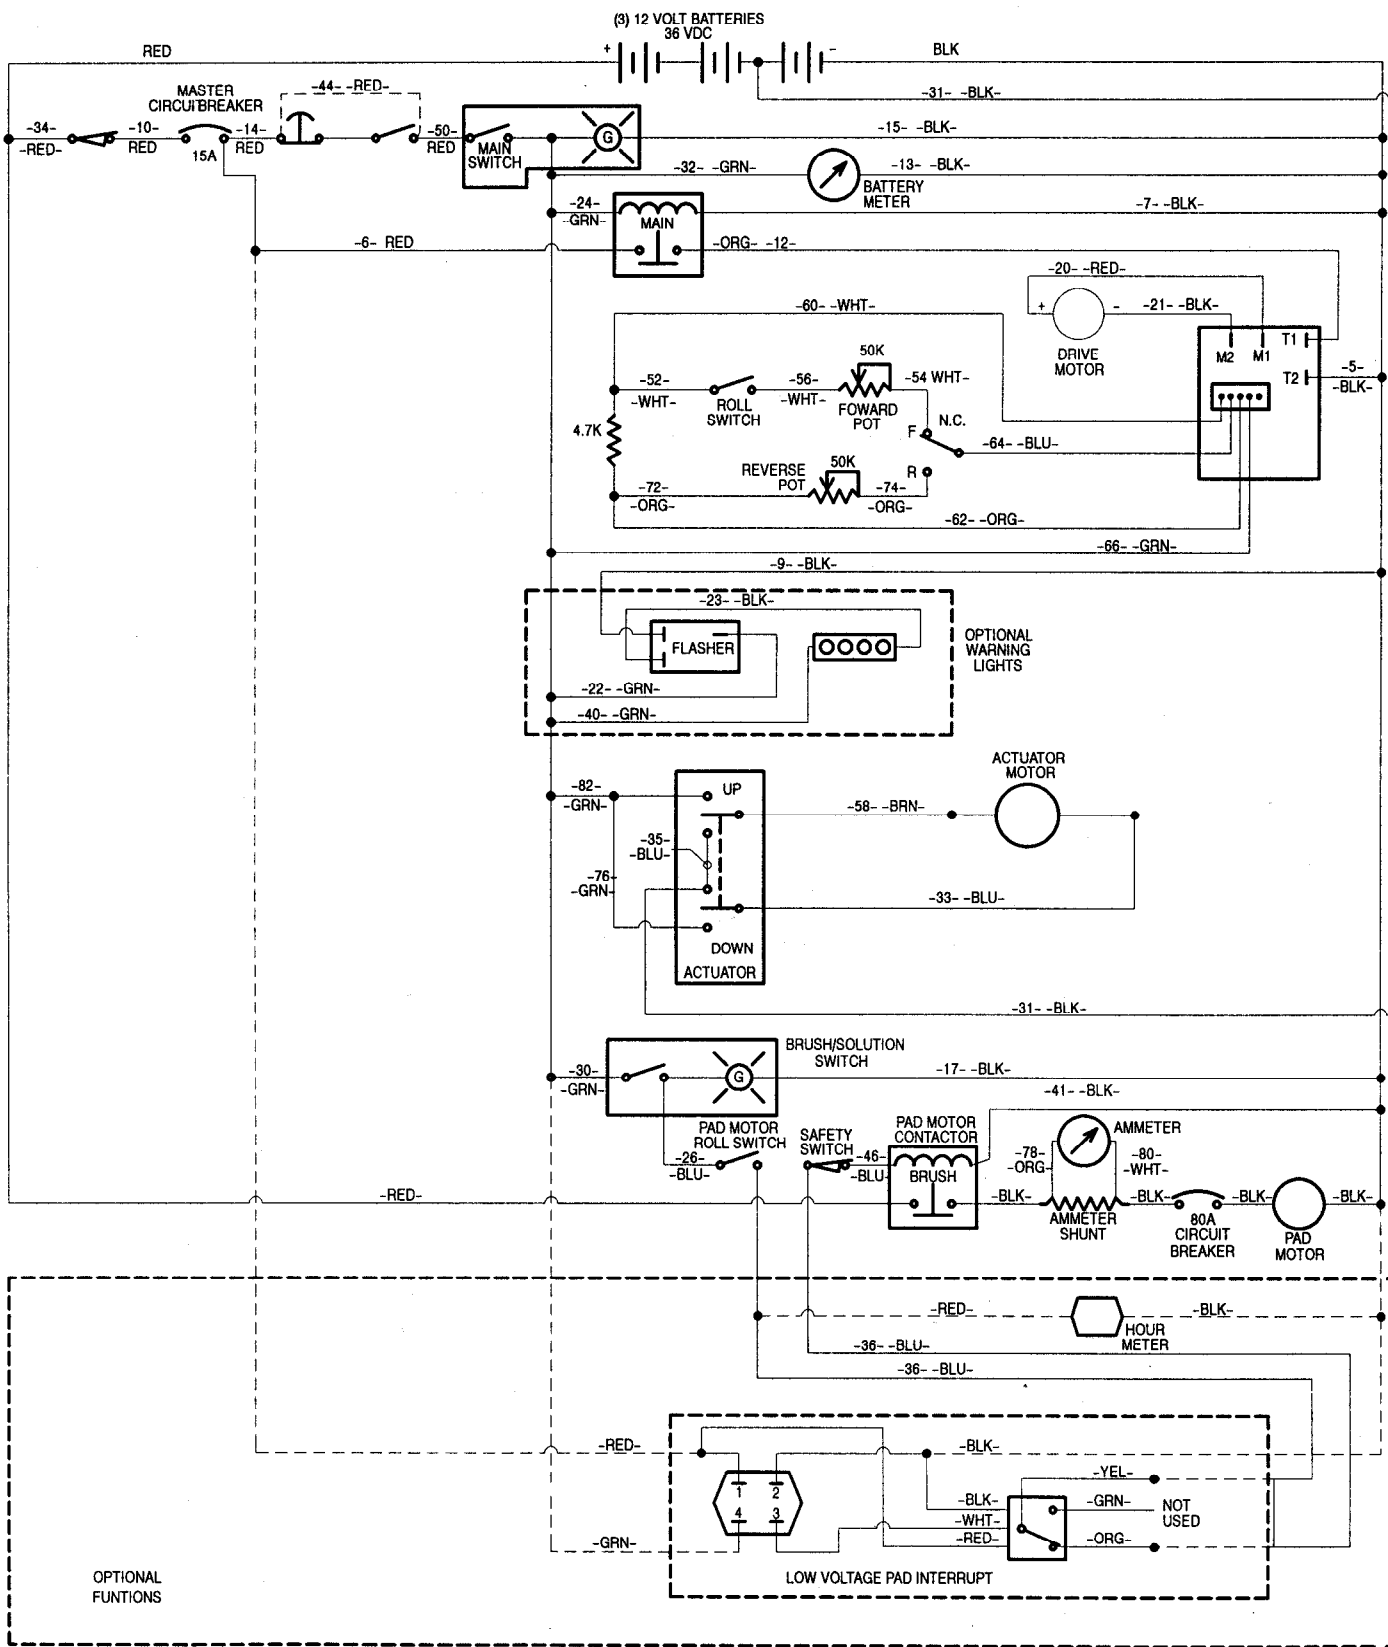 (3) 12 VOLT BATTERIES
36 VDC
RED
+
-
BLK
-31- -BLK-
MASTER
CIRCUITBREAKER
-44- -RED-
-34-
-RED-
-10-
RED
15A
-14-
RED
-50-
RED
MAIN
SWITCH
G
-15- -BLK-
-32- -GRN-
-13- -BLK-
BATTERY
METER
-24-
-GRN-
MAIN
-7- -BLK-
-6- RED
-ORG- -12-
-20- -RED-
+
-
-21- -BLK-
DRIVE
MOTOR
-60- -WHT-
M2
M1
T1
T2
-5-
-BLK-
50K
-52-
-WHT-
ROLL
SWITCH
-56-
-WHT-
FOWARD
POT
-54 WHT-
4.7K
F
N.C.
-64- -BLU-
R
REVERSE
POT
50K
-72-
-ORG-
-74-
-ORG-
-62- -ORG-
-66- -GRN-
-9- -BLK-
-23- -BLK-
FLASHER
OPTIONAL
WARNING
LIGHTS
-22- -GRN-
-40- -GRN-
ACTUATOR
MOTOR
-82-
-GRN-
UP
-58- -BRN-
-35-
-BLU-
-76-
-GRN-
-33- -BLU-
DOWN
ACTUATOR
-31- -BLK-
BRUSH/SOLUTION
SWITCH
-30-
-GRN-
G
-17- -BLK-
-41- -BLK-
PAD MOTOR
ROLL SWITCH
SAFETY
SWITCH
PAD MOTOR
CONTACTOR
AMMETER
-26-
-BLU-
-46-
-BLU-
BRUSH
-78-
-ORG-
-80-
-WHT-
-RED-
-BLK-
-BLK-
-BLK-
-BLK-
AMMETER
SHUNT
80A
CIRCUIT
BREAKER
PAD
MOTOR
-RED-
-BLK-
HOUR
METER
-36- -BLU-
-36- -BLU-
-RED-
-BLK-
-YEL-
1
2
4
3
-BLK-
-GRN-
NOT
USED
-WHT-
-RED-
-ORG-
-GRN-
LOW VOLTAGE PAD INTERRUPT
OPTIONAL
FUNTIONS